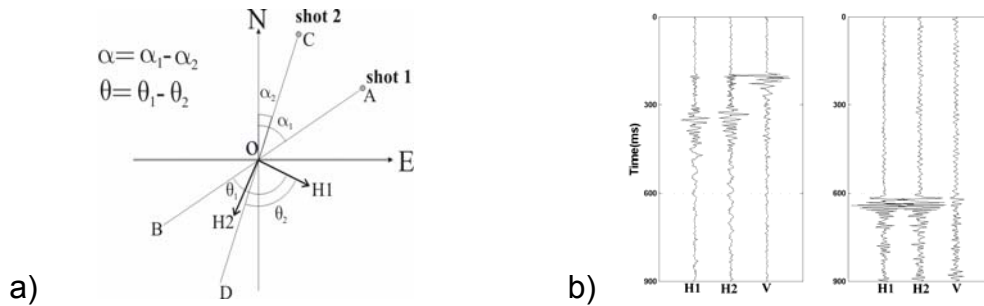 a)
N
shot 2
C
α = α₁- α₂
shot 1
θ = θ₁- θ₂
A
α₂
α₁
O
E
θ₁
H1
H2
θ₂
B
D
b)
0
300
600
900
Time(ms)
H1 H2 V
0
300
600
900
H1 H2 V